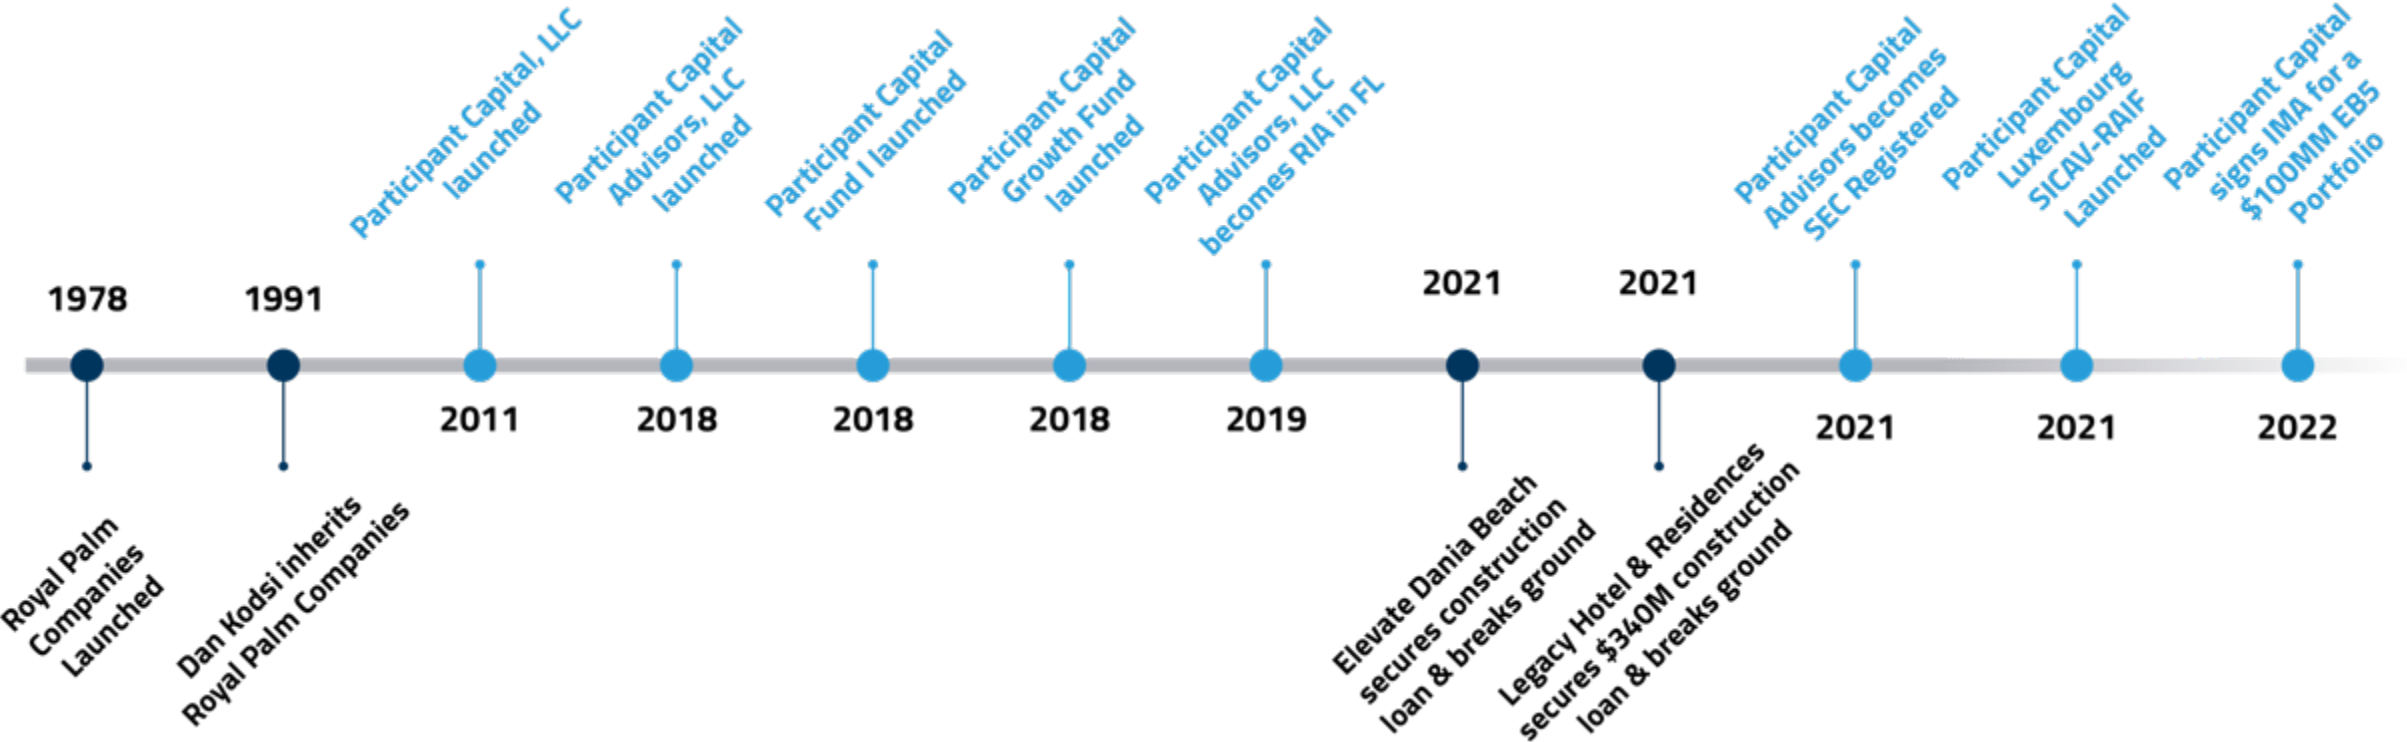 1978
Royal Palm
Companies
Launched
1991
Dan Kodsi inherits
Royal Palm Companies
Participant Capital, LLC
launched
2011
Participant Capital
Advisors, LLC
launched
2018
Participant Capital
Fund I launched
2018
Participant Capital
Growth Fund
launched
2018
Participant Capital
Advisors, LLC
becomes RIA in FL
2019
2021
Elevate Dania Beach
secures construction
loan & breaks ground
2021
Legacy Hotel & Residences
secures $340M construction
loan & breaks ground
Participant Capital
Advisors becomes
SEC Registered
2021
Participant Capital
Luxembourg
SICAV-RAIF
Launched
2021
Participant Capital
signs IMA for a
$100MM EB5
Portfolio
2022